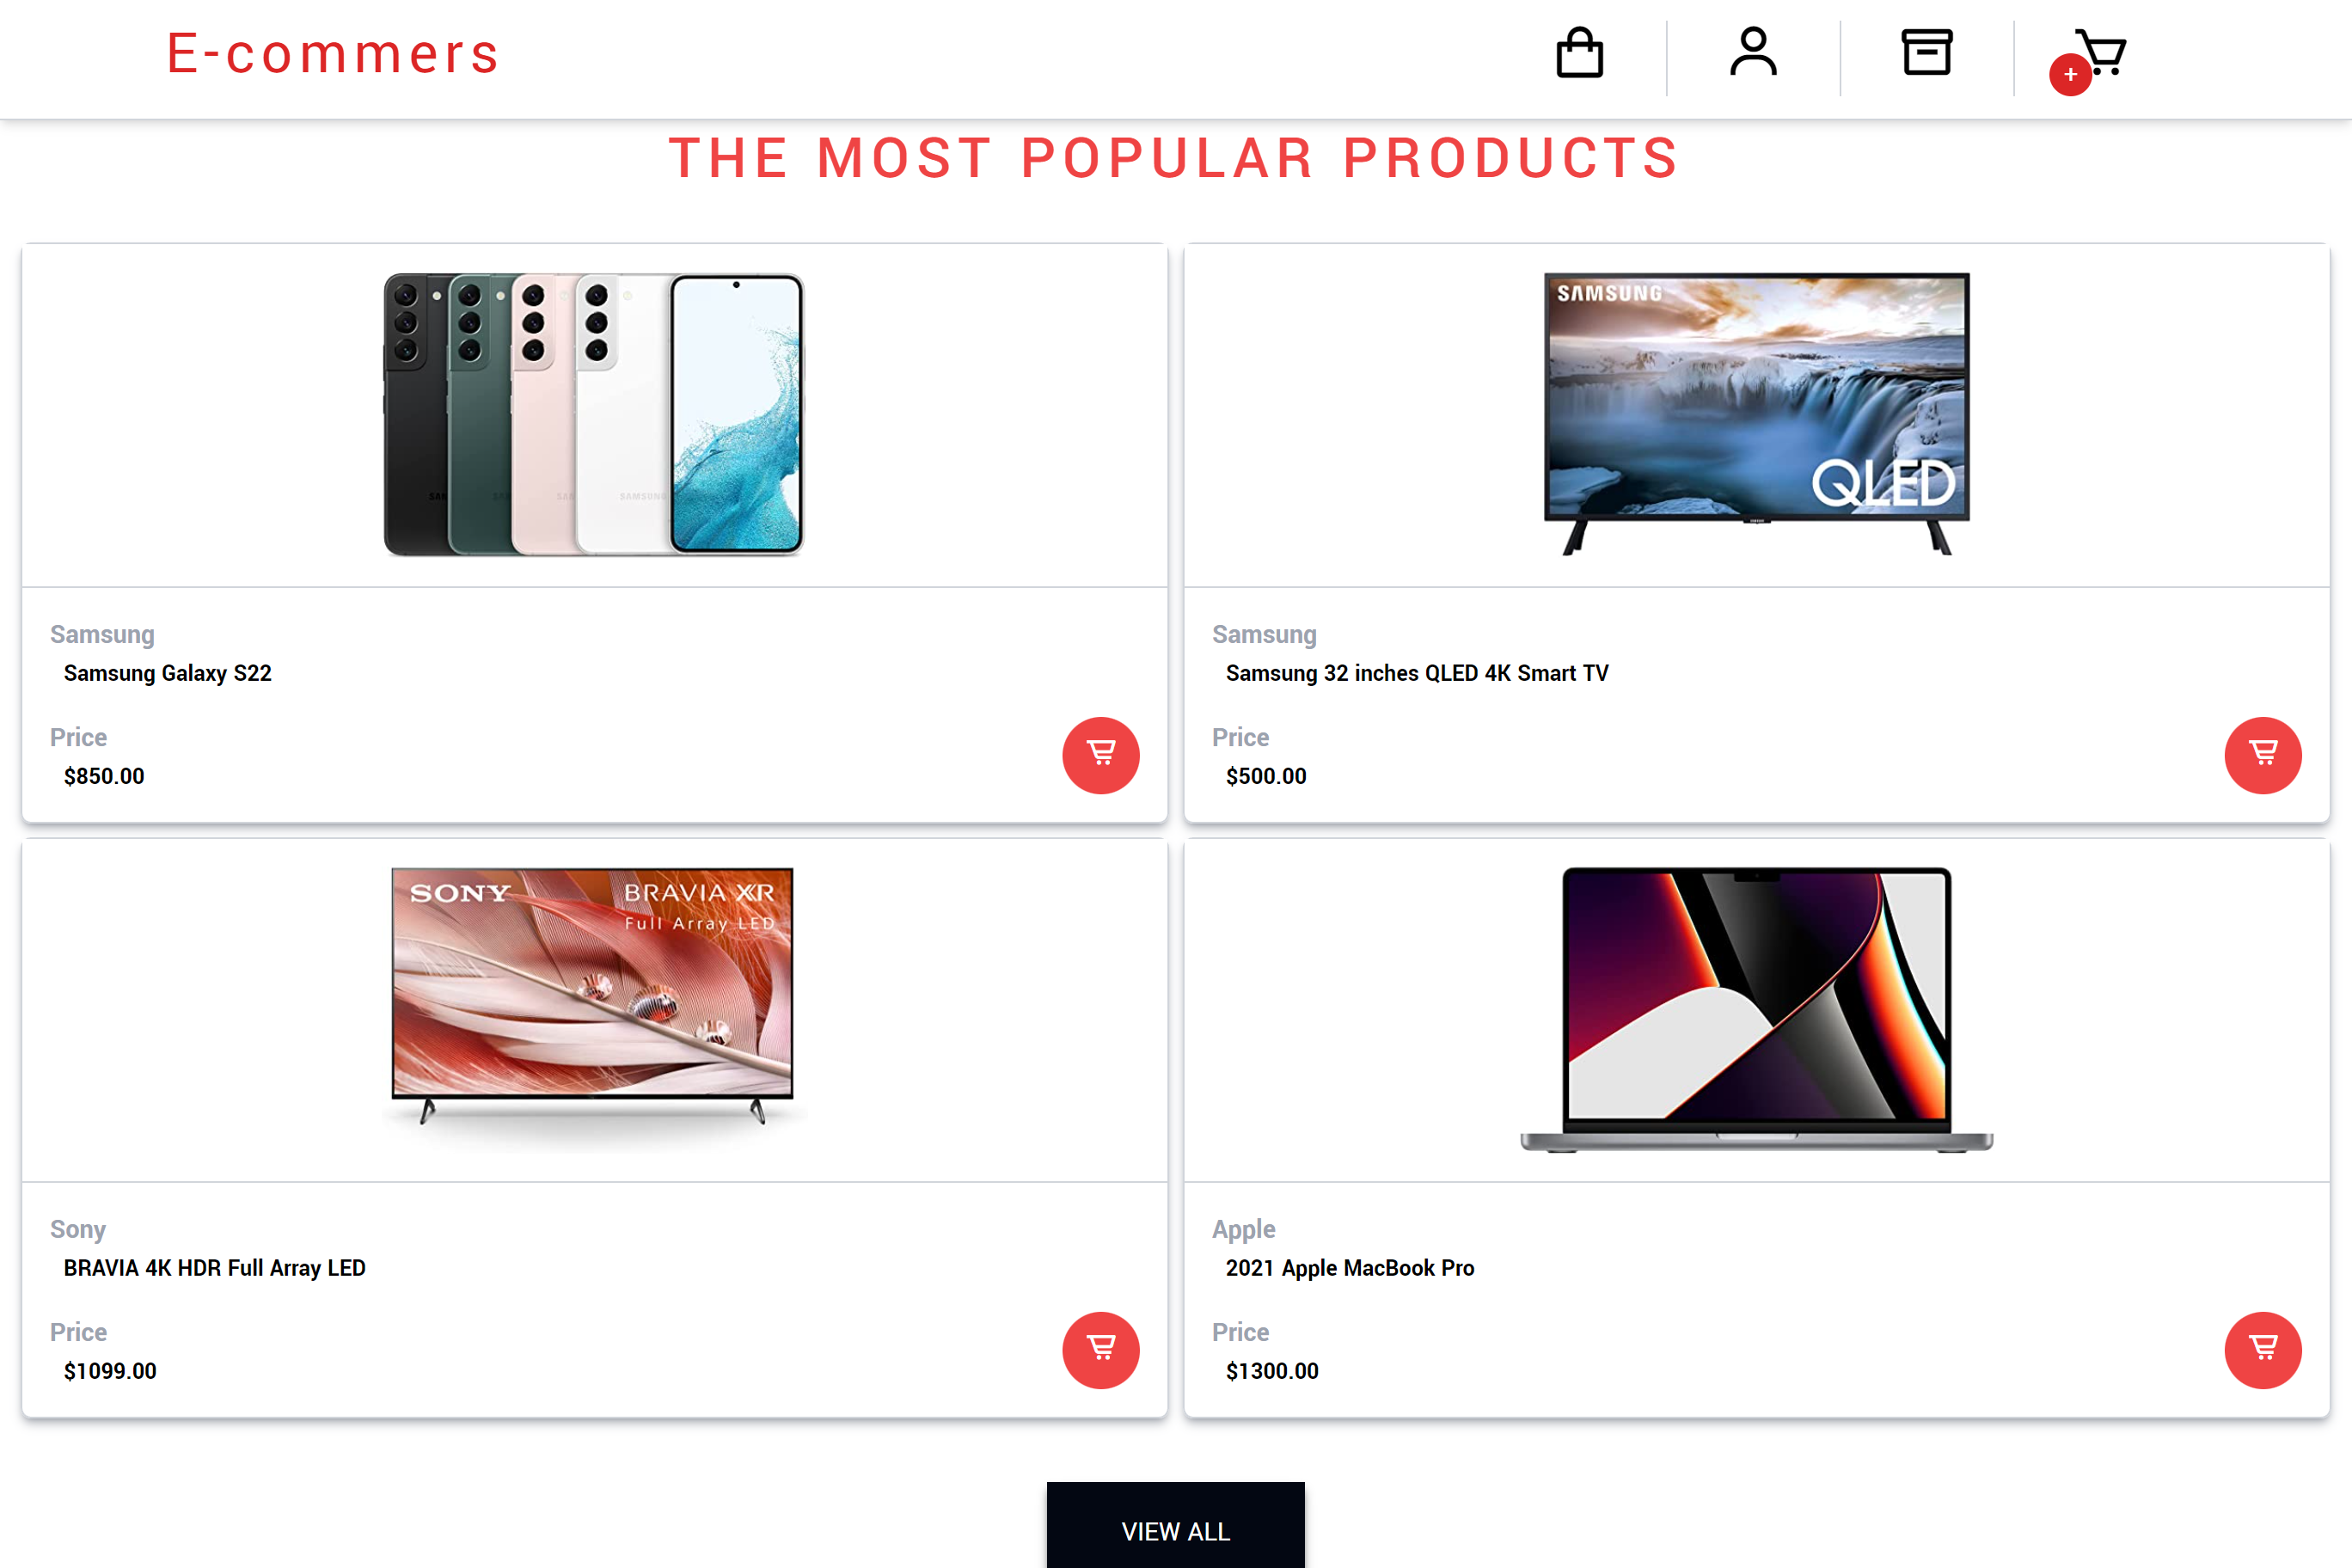 E-commers
+
THE MOST POPULAR PRODUCTS
SAMSUNG
SAMSUNG
QLED
Samsung
Samsung Galaxy S22
Price
$850.00
Samsung
Samsung 32 inches QLED 4K Smart TV
Price
$500.00
SONY
BRAVIA XR
Full Array LED
Sony
BRAVIA 4K HDR Full Array LED
Price
$1099.00
Apple
2021 Apple MacBook Pro
Price
$1300.00
VIEW ALL